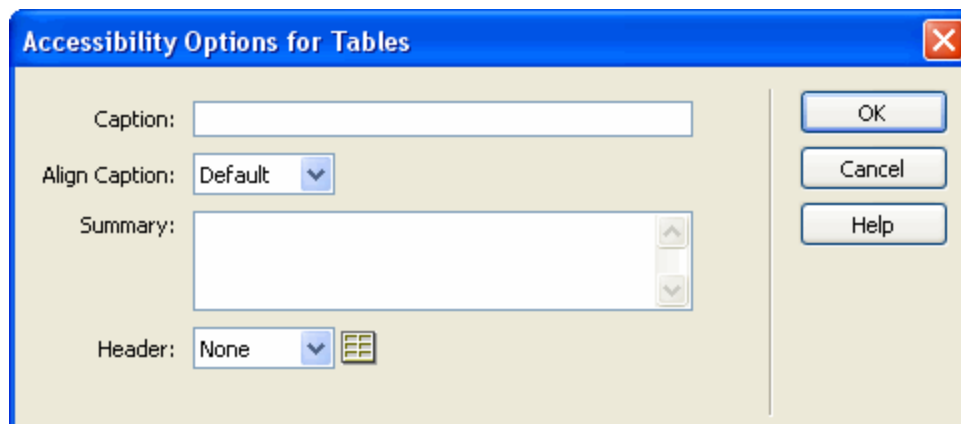 Accessibility Options for Tables
Caption:
OK
Align Caption: Default
Cancel
Summary:
Help
Header: None